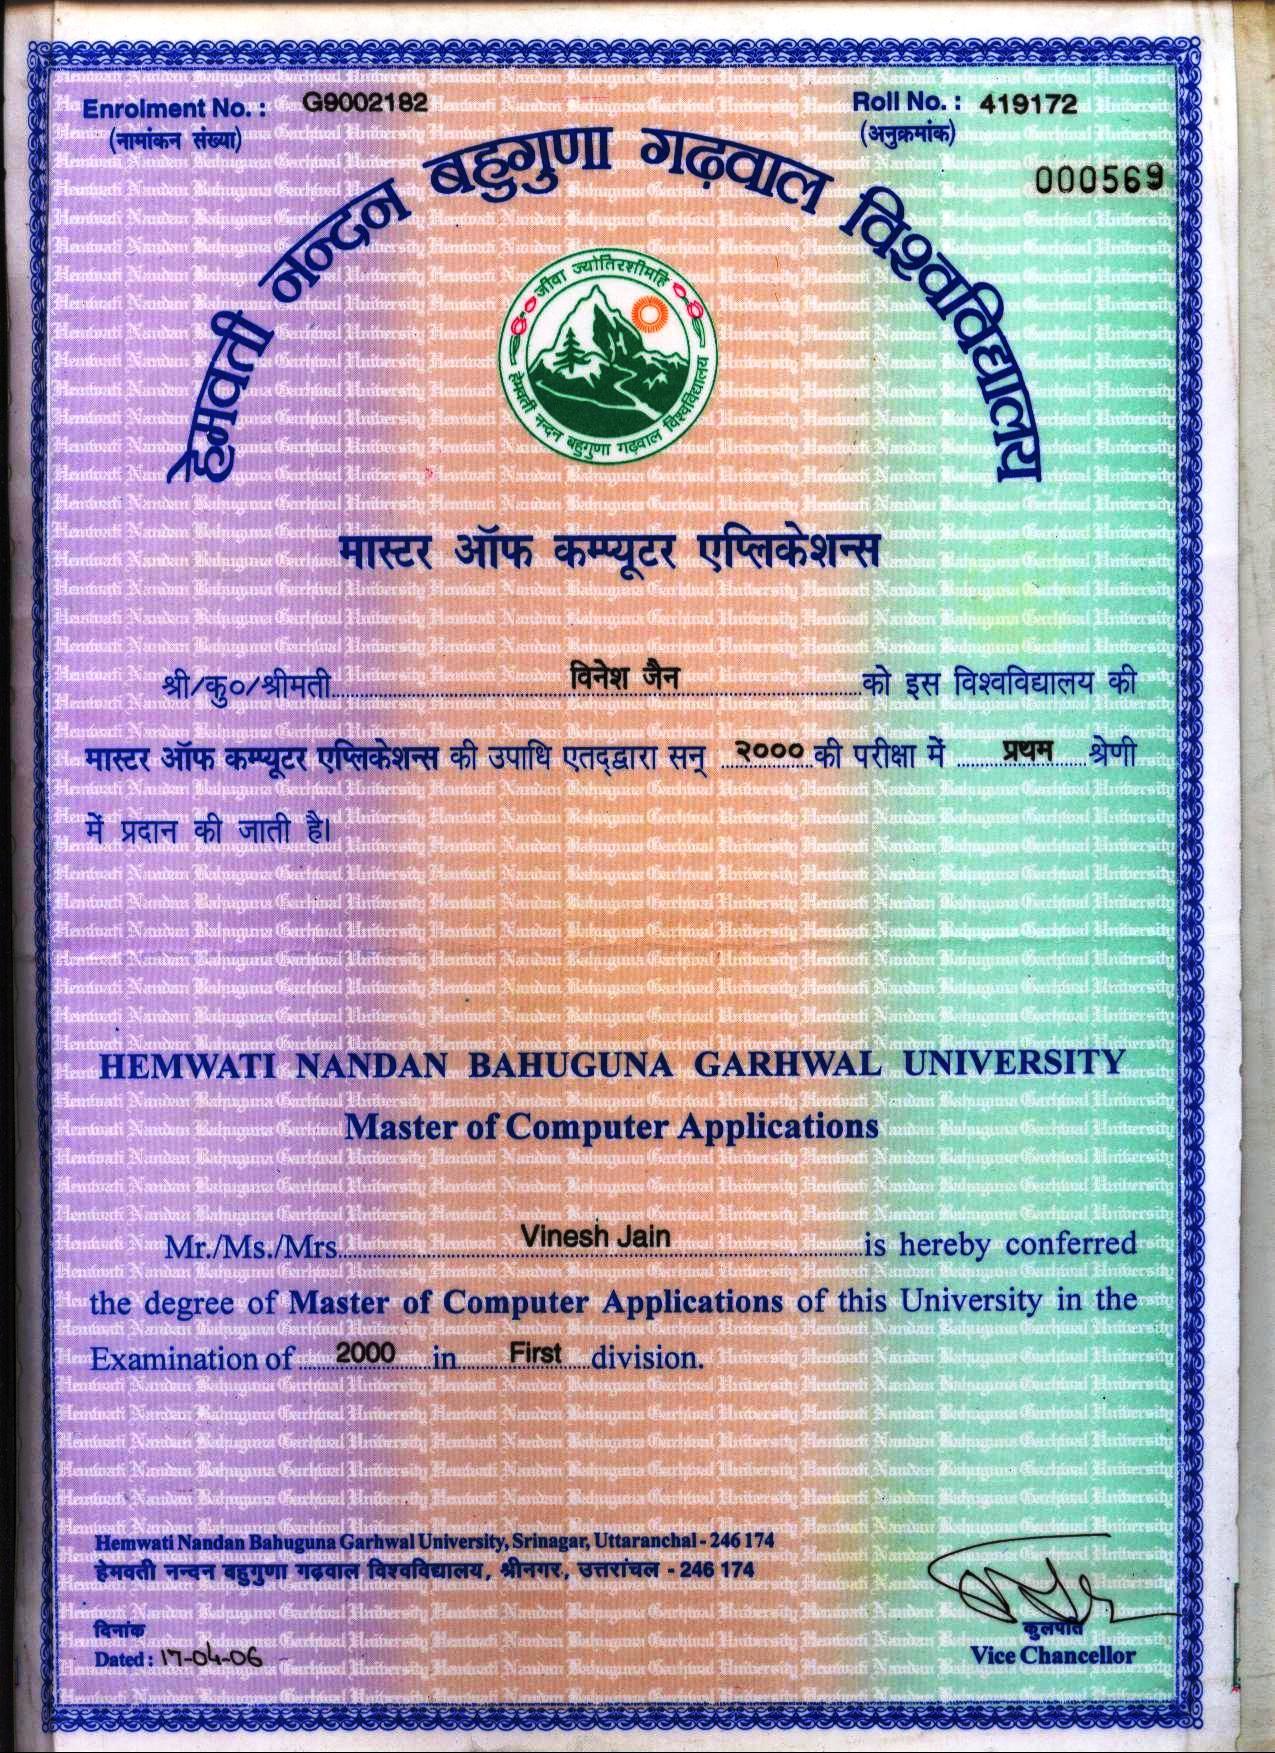 Enrolment No. : G9002182
(नामांकन संख्या)
Roll No. : 419172
(अनुक्रमांक)
000569
हेमवती नन्दन बहुगुणा गढ़वाल विश्वविद्यालय
हेमवती नन्दन बहुगुणा गढ़वाल विश्वविद्यालय
मास्टर ऑफ कम्प्यूटर एप्लिकेशन्स
श्री/कु०/श्रीमती विनेश जैन को इस विश्वविद्यालय की
मास्टर ऑफ कम्प्यूटर एप्लिकेशन्स की उपाधि एतद्द्वारा सन् २००० की परीक्षा में प्रथम श्रेणी
में प्रदान की जाती है।
HEMWATI NANDAN BAHUGUNA GARHWAL UNIVERSITY
Master of Computer Applications
Mr./Ms./Mrs. Vinesh Jain is hereby conferred
the degree of Master of Computer Applications of this University in the
Examination of 2000 in First division.
Hemwati Nandan Bahuguna Garhwal University, Srinagar, Uttaranchal - 246 174
हेमवती नन्दन बहुगुणा गढ़वाल विश्वविद्यालय, श्रीनगर, उत्तरांचल - 246 174
दिनांक
Dated : 17-04-06
कुलपति
Vice Chancellor